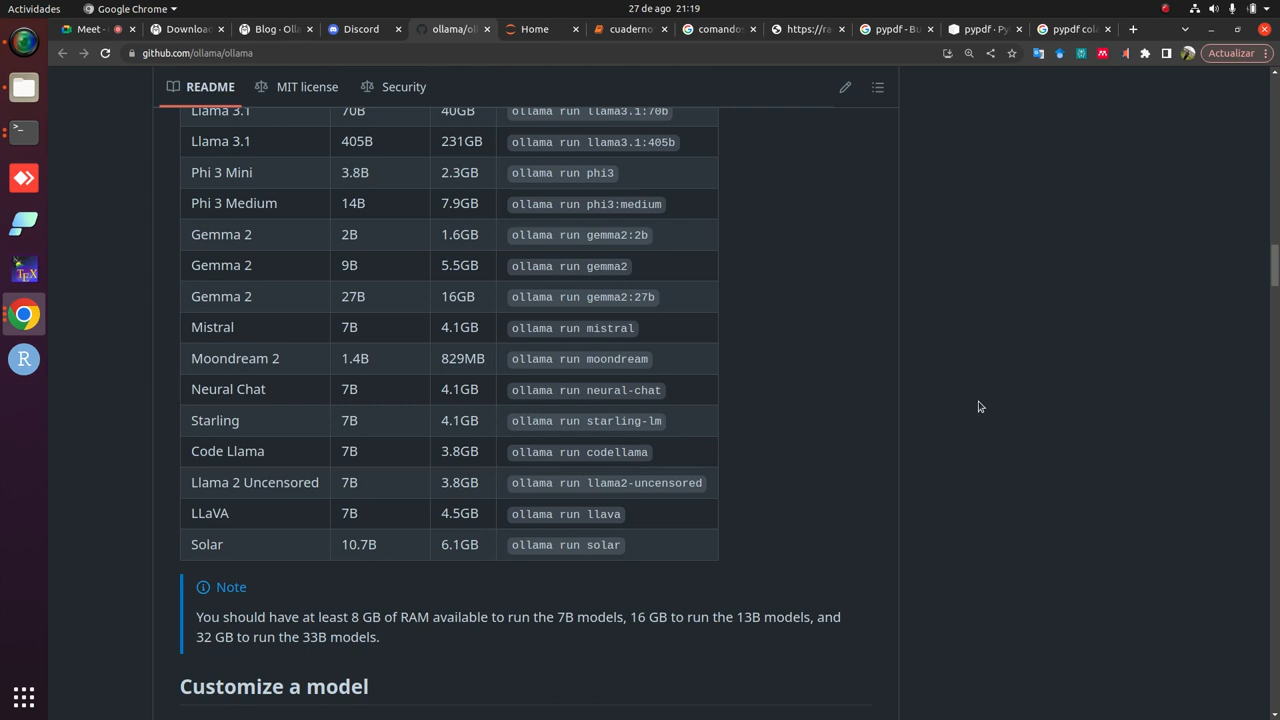 Actividades
Google Chrome
27 de ago 21:19
Meet -
Downloa
Blog - Oll
Discord
ollama/ol
Home
cuaderno
comandos
https://ra
pypdf - Bu
pypdf · Py
pypdf cola
github.com/ollama/ollama
Actualizar
README
MIT license
Security
Llama 3.1 70B 40GB ollama run llama3.1:70b
Llama 3.1 405B 231GB ollama run llama3.1:405b
Phi 3 Mini 3.8B 2.3GB ollama run phi3
Phi 3 Medium 14B 7.9GB ollama run phi3:medium
Gemma 2 2B 1.6GB ollama run gemma2:2b
Gemma 2 9B 5.5GB ollama run gemma2
Gemma 2 27B 16GB ollama run gemma2:27b
Mistral 7B 4.1GB ollama run mistral
Moondream 2 1.4B 829MB ollama run moondream
Neural Chat 7B 4.1GB ollama run neural-chat
Starling 7B 4.1GB ollama run starling-lm
Code Llama 7B 3.8GB ollama run codellama
Llama 2 Uncensored 7B 3.8GB ollama run llama2-uncensored
LLaVA 7B 4.5GB ollama run llava
Solar 10.7B 6.1GB ollama run solar
Note
You should have at least 8 GB of RAM available to run the 7B models, 16 GB to run the 13B models, and
32 GB to run the 33B models.
Customize a model
TEX
R